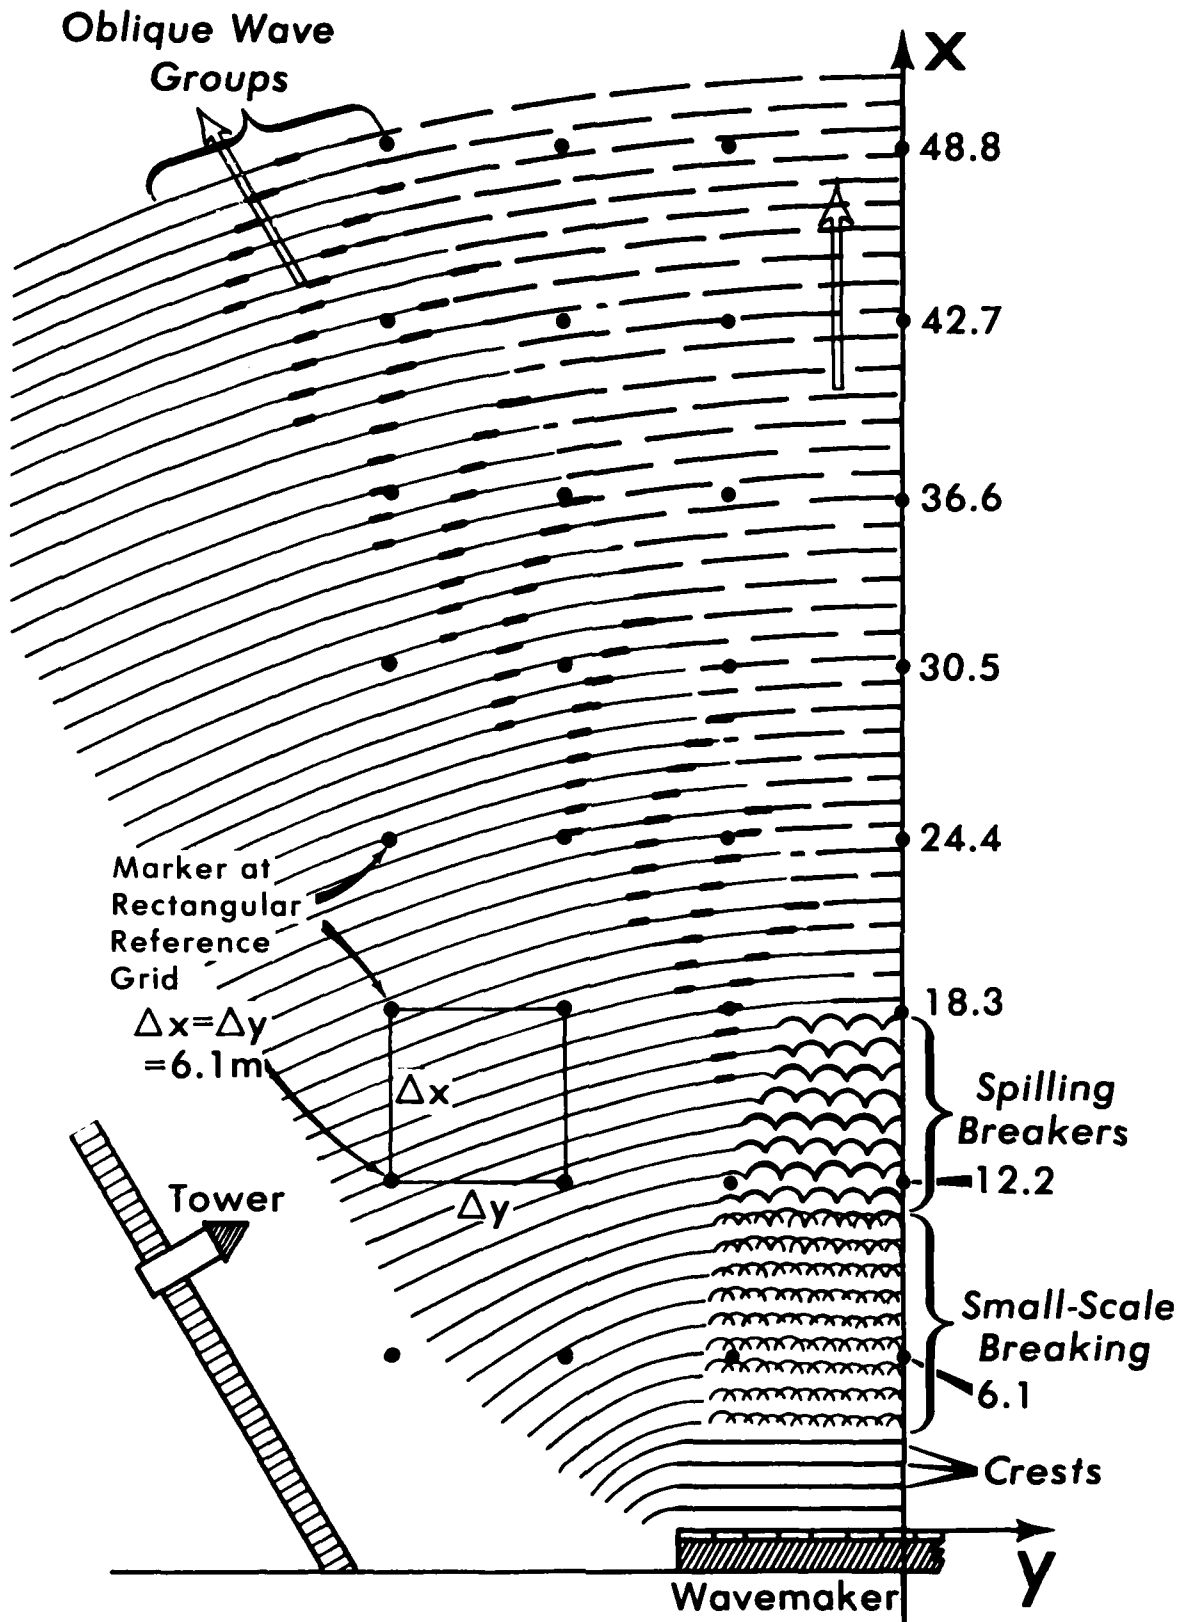 Oblique Wave
Groups
X
48.8
42.7
36.6
30.5
24.4
Marker at
Rectangular
Reference
Grid
Δx=Δy
=6.1m
18.3
Δx
Spilling
Breakers
12.2
Tower
Δy
Small-Scale
Breaking
6.1
Crests
y
Wavemaker